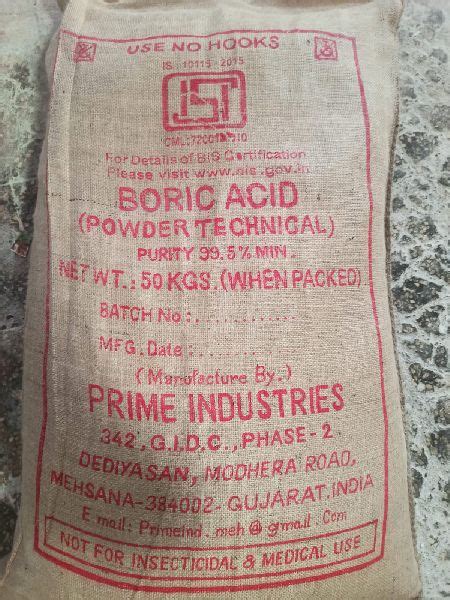 USE NO HOOKS
IS : 10115 - 2015
ISI
For Details of BIS Certification
Please visit www.bis.gov.in
BORIC ACID
(POWDER TECHNICAL)
PURITY 99.5% MIN.
NET WT.: 50 KGS. (WHEN PACKED)
BATCH No : . . . . . . . . . . . .
MFG. Date : . . . . . . .
(Manufacture By.)
PRIME INDUSTRIES
342, G.I.D.C., PHASE - 2
DEDIYASAN, MODHERA ROAD,
MEHSANA-384002. GUJARAT, INDIA
E mail: Primeind.meh@gmail.Com
NOT FOR INSECTICIDAL & MEDICAL USE